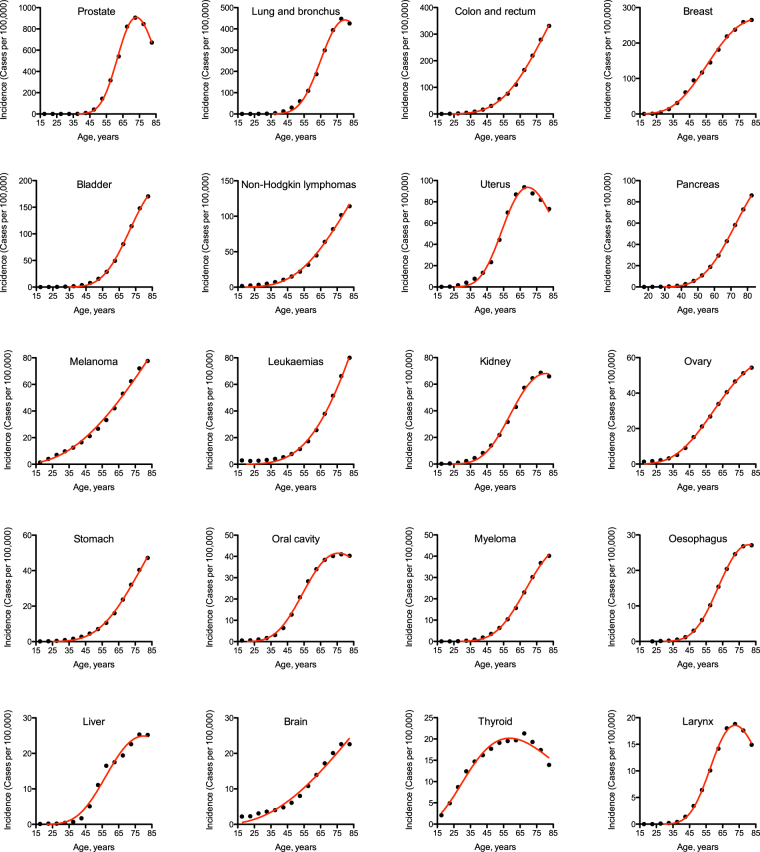 Prostate
Incidence (Cases per 100,000)
1000
800
600
400
200
0
15 25 35 45 55 65 75 85
Age, years
Lung and bronchus
Incidence (Cases per 100,000)
500
400
300
200
100
0
15 25 35 45 55 65 75 85
Age, years
Colon and rectum
Incidence (Cases per 100,000)
400
300
200
100
0
15 25 35 45 55 65 75 85
Age, years
Breast
Incidence (Cases per 100,000)
300
200
100
0
15 25 35 45 55 65 75 85
Age, years
Bladder
Incidence (Cases per 100,000)
200
150
100
50
0
15 25 35 45 55 65 75 85
Age, years
Non-Hodgkin lymphomas
Incidence (Cases per 100,000)
150
100
50
0
15 25 35 45 55 65 75 85
Age, years
Uterus
Incidence (Cases per 100,000)
100
80
60
40
20
0
15 25 35 45 55 65 75 85
Age, years
Pancreas
Incidence (Cases per 100,000)
100
80
60
40
20
0
20 30 40 50 60 70 80
Age, years
Melanoma
Incidence (Cases per 100,000)
80
60
40
20
0
15 25 35 45 55 65 75 85
Age, years
Leukaemias
Incidence (Cases per 100,000)
80
60
40
20
0
15 25 35 45 55 65 75 85
Age, years
Kidney
Incidence (Cases per 100,000)
80
60
40
20
0
15 25 35 45 55 65 75 85
Age, years
Ovary
Incidence (Cases per 100,000)
60
40
20
0
15 25 35 45 55 65 75 85
Age, years
Stomach
Incidence (Cases per 100,000)
60
40
20
0
15 25 35 45 55 65 75 85
Age, years
Oral cavity
Incidence (Cases per 100,000)
50
40
30
20
10
0
15 25 35 45 55 65 75 85
Age, years
Myeloma
Incidence (Cases per 100,000)
50
40
30
20
10
0
15 25 35 45 55 65 75 85
Age, years
Oesophagus
Incidence (Cases per 100,000)
30
20
10
0
15 25 35 45 55 65 75 85
Age, years
Liver
Incidence (Cases per 100,000)
30
20
10
0
15 25 35 45 55 65 75 85
Age, years
Brain
Incidence (Cases per 100,000)
30
20
10
0
15 25 35 45 55 65 75 85
Age, years
Thyroid
Incidence (Cases per 100,000)
25
20
15
10
5
0
15 25 35 45 55 65 75 85
Age, years
Larynx
Incidence (Cases per 100,000)
20
15
10
5
0
15 25 35 45 55 65 75 85
Age, years